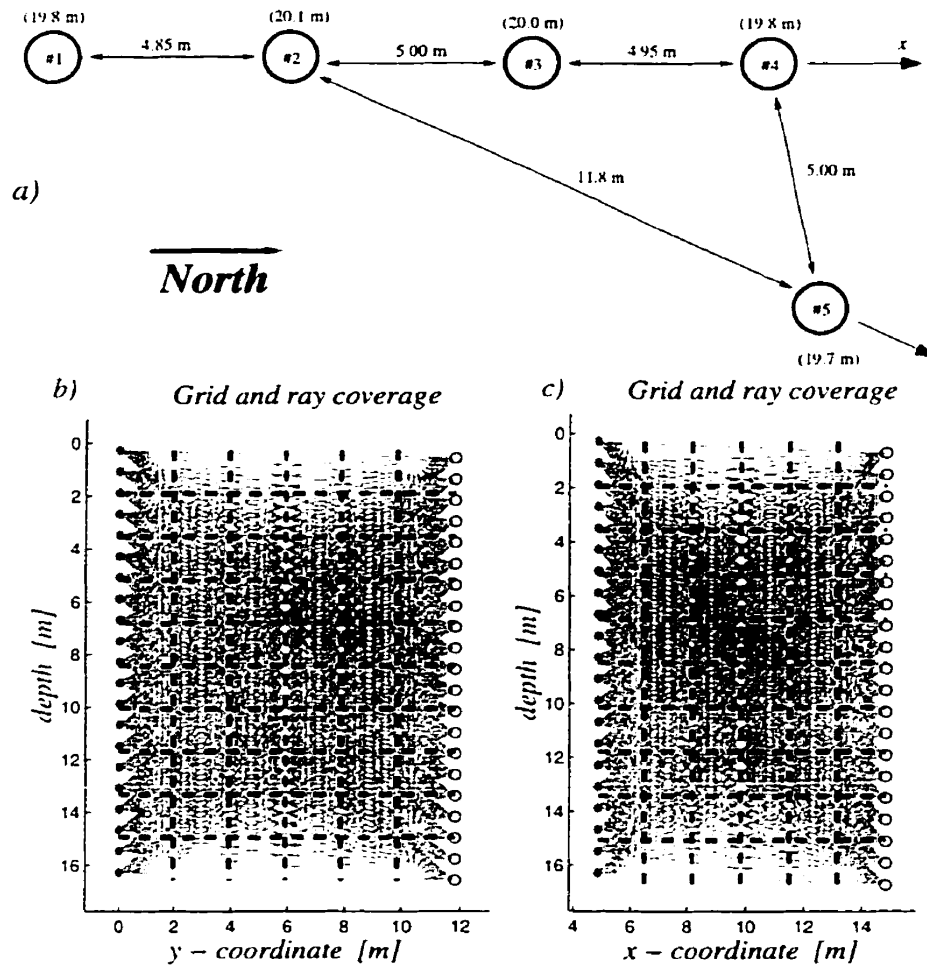 (19.8 m) (20.1 m) (20.0 m) (19.8 m)
#1 4.85 m #2 5.00 m #3 4.95 m #4 x
11.8 m 5.00 m
a)
North
#5
(19.7 m)
b) Grid and ray coverage
c) Grid and ray coverage
0
2
4
6
8
10
12
14
16
depth [m]
0 2 4 6 8 10 12
y – coordinate [m]
0
2
4
6
8
10
12
14
16
depth [m]
4 6 8 10 12 14
x – coordinate [m]